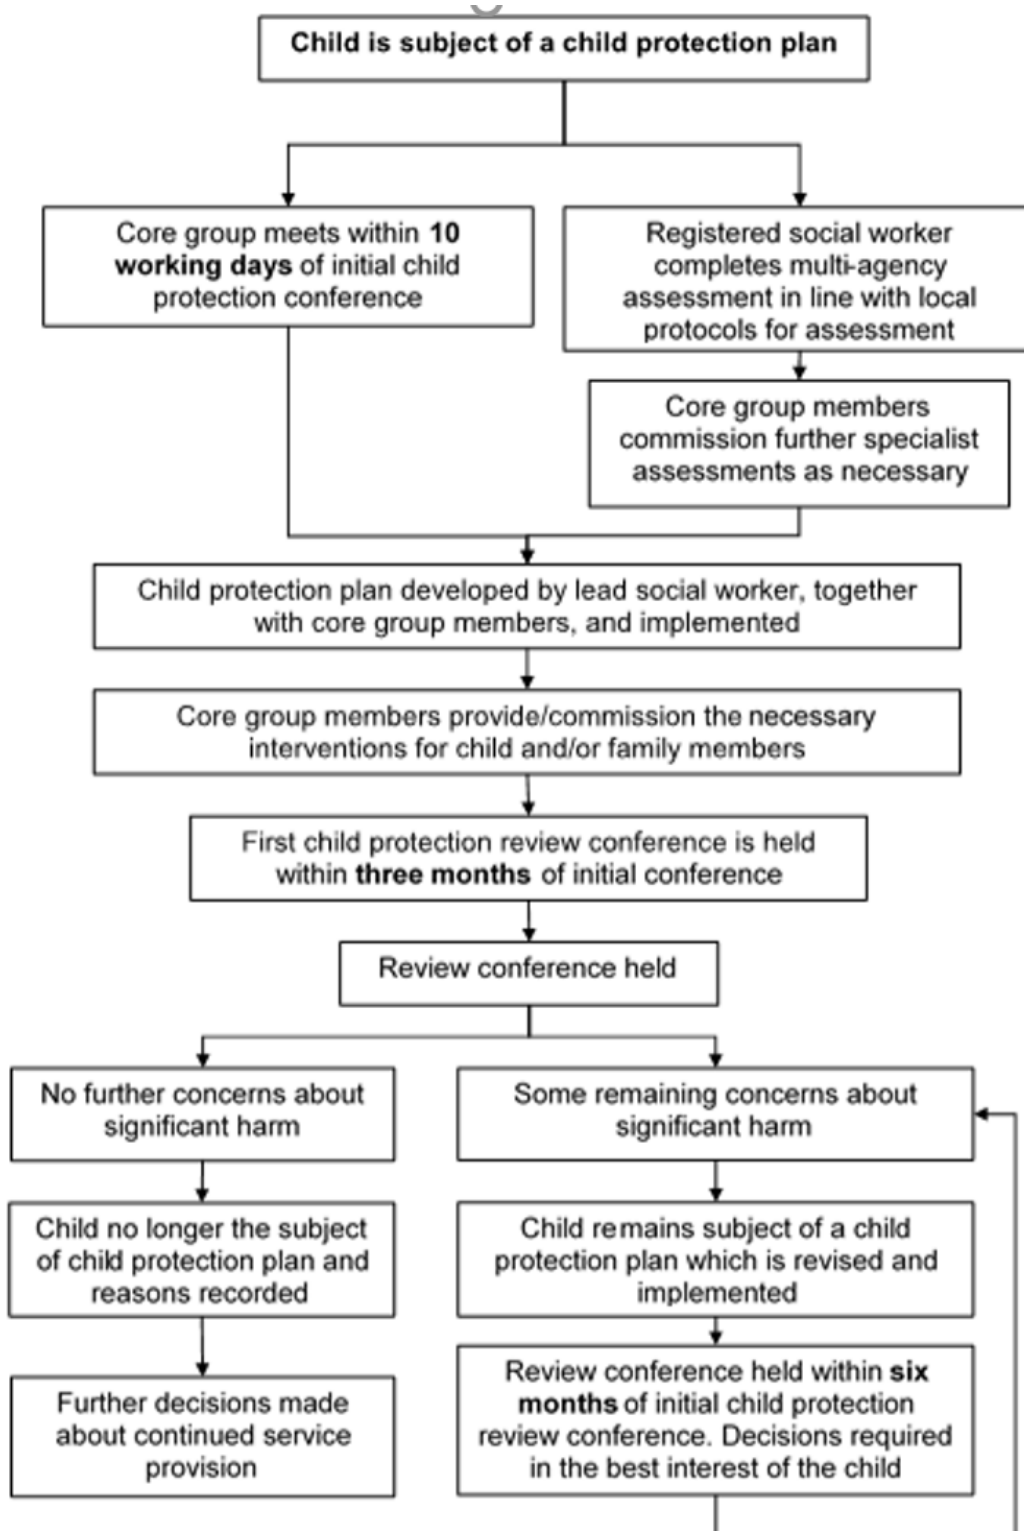 Child is subject of a child protection plan
Core group meets within 10
working days of initial child
protection conference
Registered social worker
completes multi-agency
assessment in line with local
protocols for assessment
Core group members
commission further specialist
assessments as necessary
Child protection plan developed by lead social worker, together
with core group members, and implemented
Core group members provide/commission the necessary
interventions for child and/or family members
First child protection review conference is held
within three months of initial conference
Review conference held
No further concerns about
significant harm
Some remaining concerns about
significant harm
Child no longer the subject
of child protection plan and
reasons recorded
Child remains subject of a child
protection plan which is revised and
implemented
Further decisions made
about continued service
provision
Review conference held within six
months of initial child protection
review conference. Decisions required
in the best interest of the child